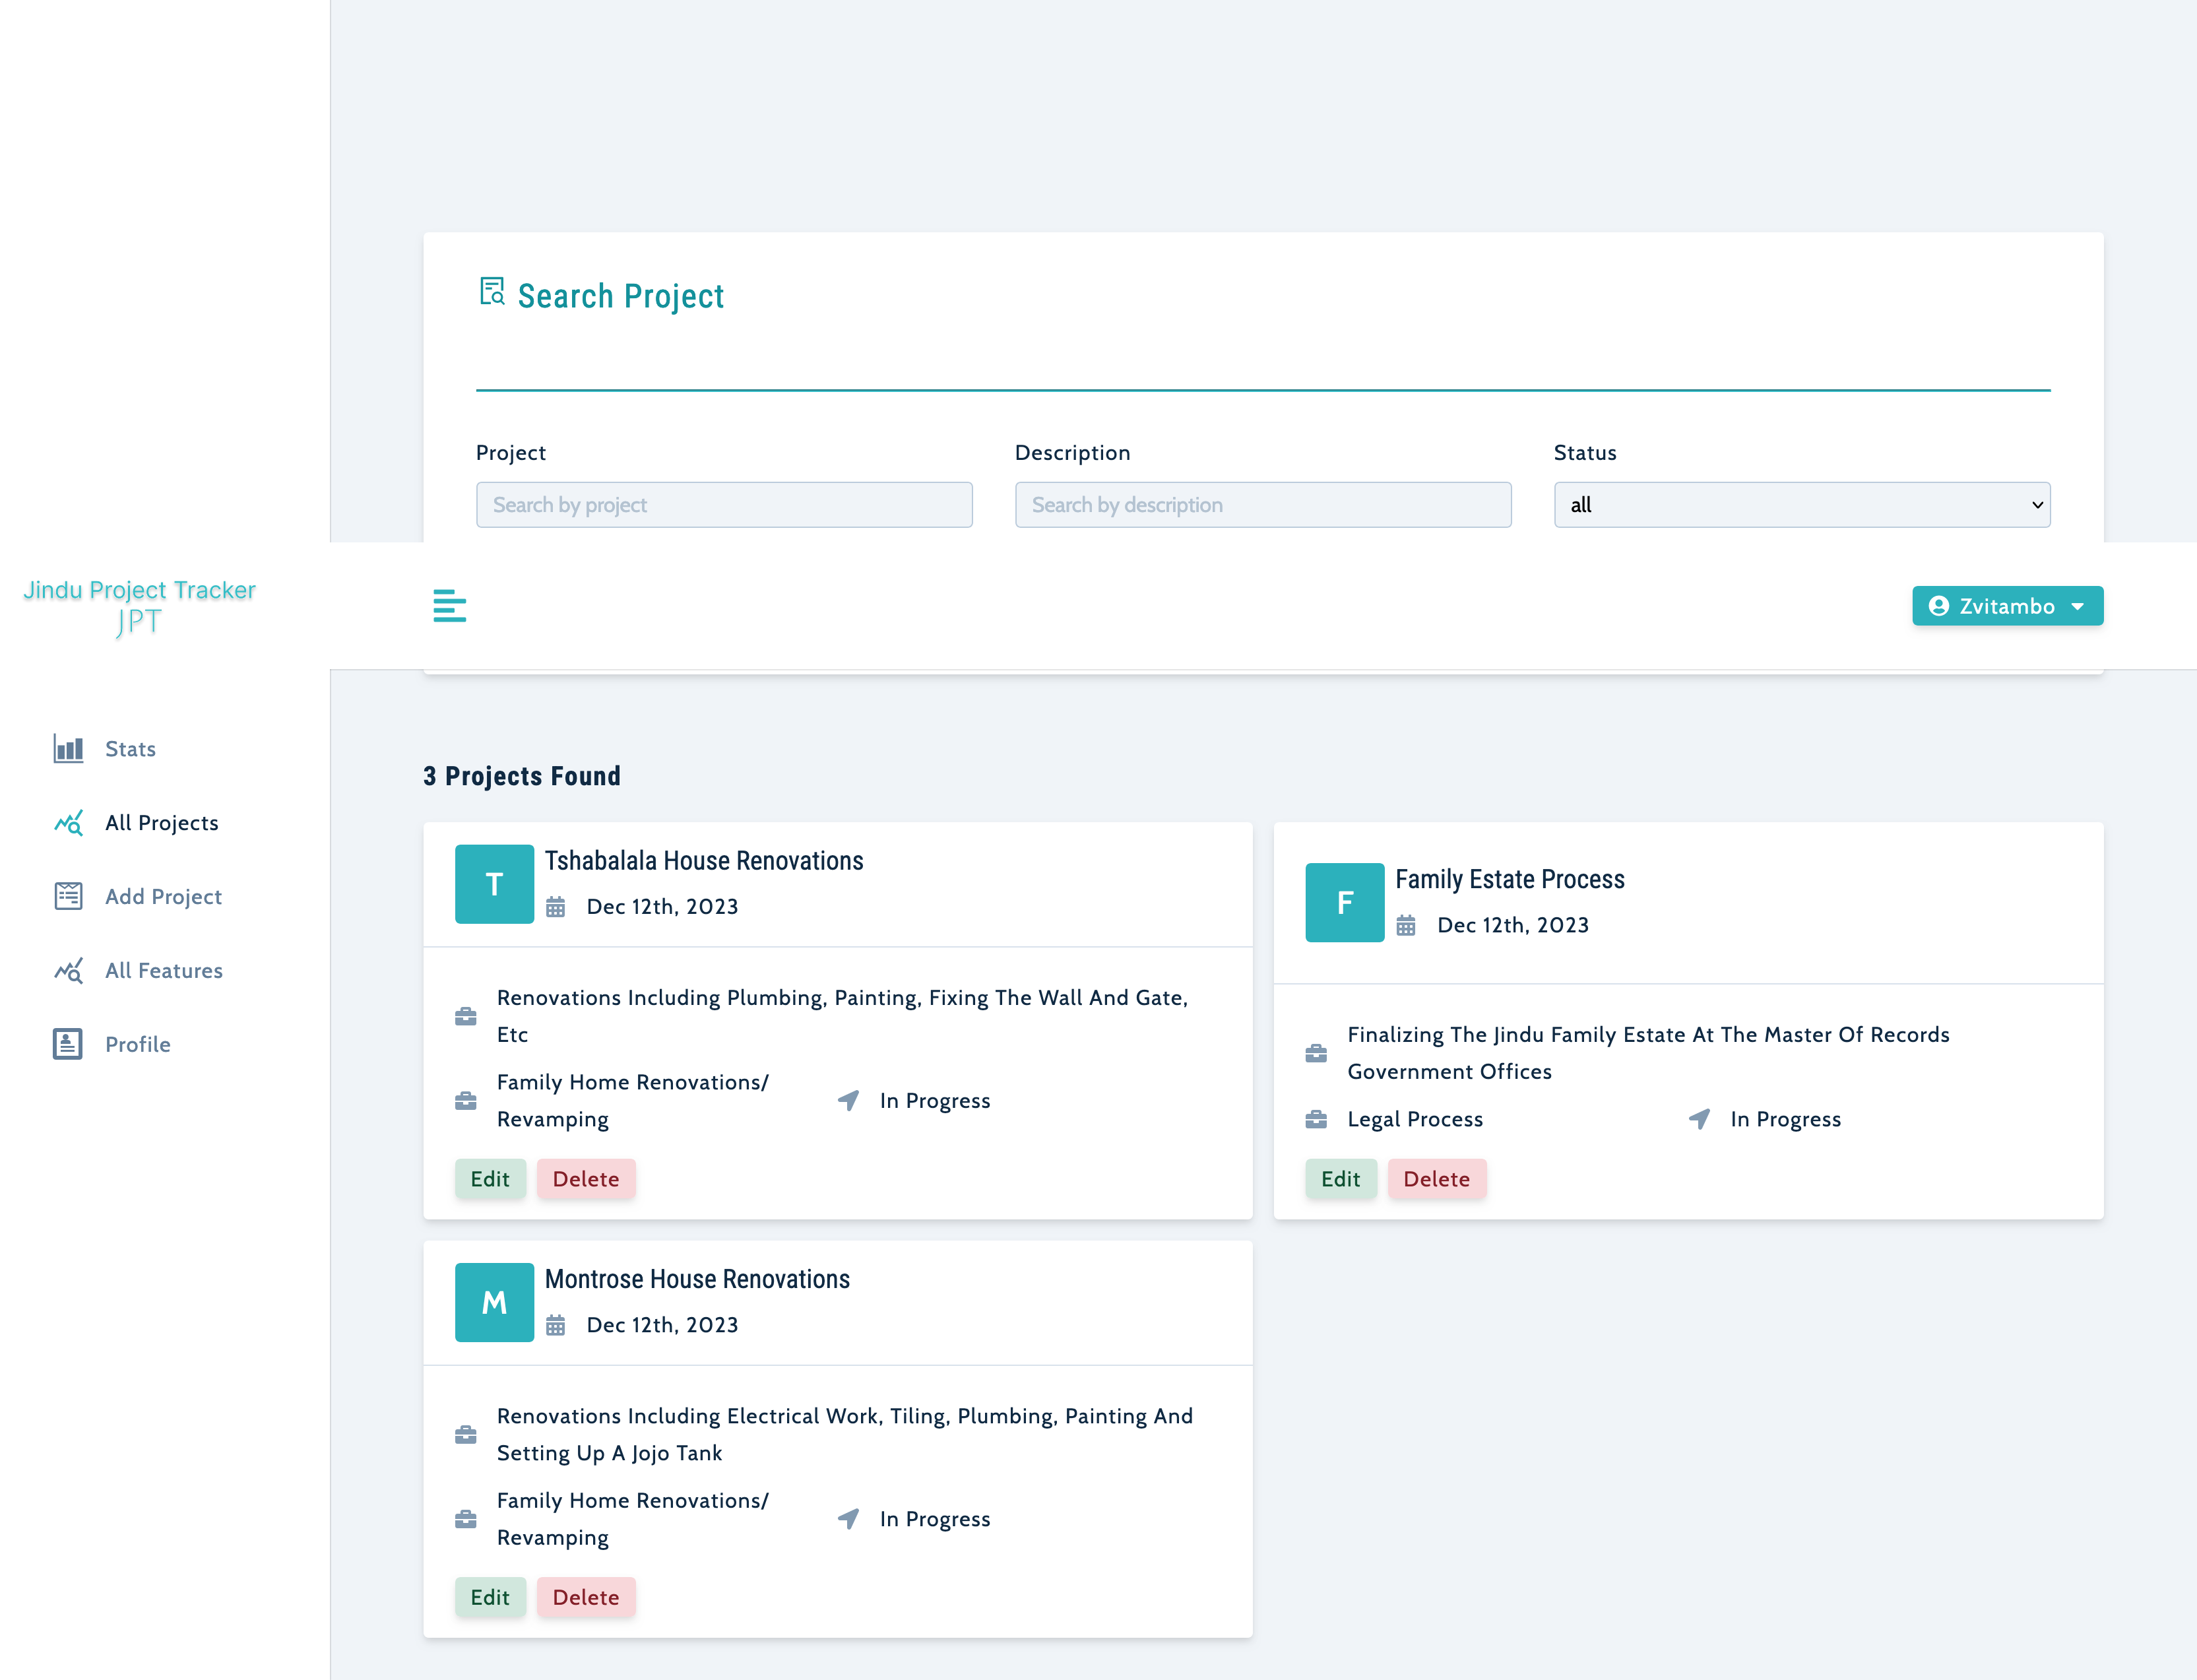 Search Project
Project
Description
Status
Search by project
Search by description
all
Jindu Project Tracker
JPT
Zvitambo
Stats
All Projects
Add Project
All Features
Profile
3 Projects Found
T
Tshabalala House Renovations
Dec 12th, 2023
Renovations Including Plumbing, Painting, Fixing The Wall And Gate,
Etc
Family Home Renovations/
Revamping
In Progress
Edit
Delete
F
Family Estate Process
Dec 12th, 2023
Finalizing The Jindu Family Estate At The Master Of Records
Government Offices
Legal Process
In Progress
Edit
Delete
M
Montrose House Renovations
Dec 12th, 2023
Renovations Including Electrical Work, Tiling, Plumbing, Painting And
Setting Up A Jojo Tank
Family Home Renovations/
Revamping
In Progress
Edit
Delete